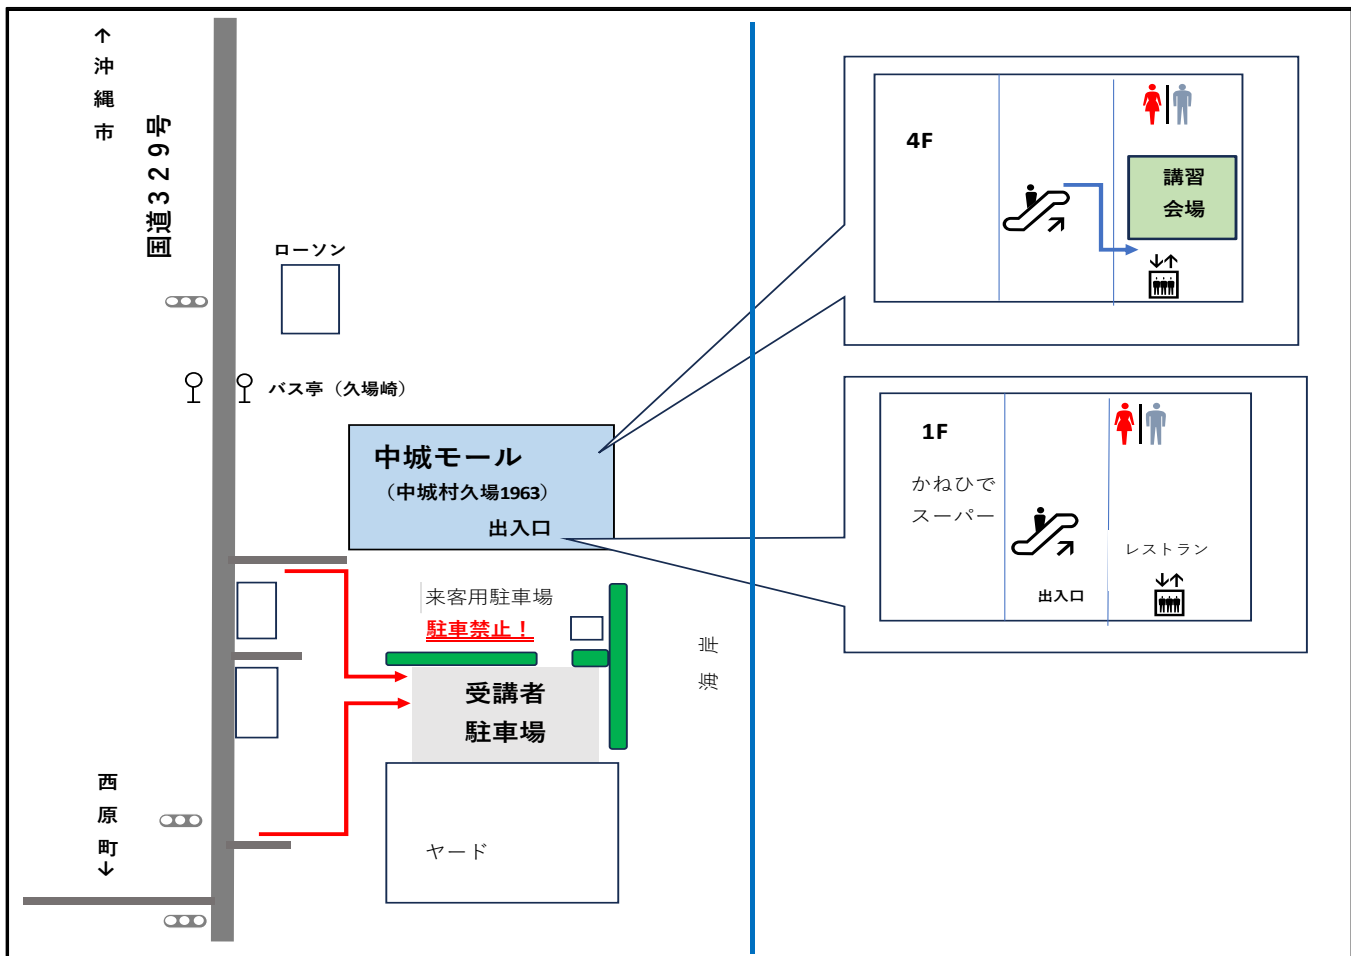 ↑沖縄市
国道３２９号
ローソン
バス亭（久場崎）
中城モール
（中城村久場1963）
出入口
来客用駐車場
駐車禁止！
受講者
駐車場
ヤード
西原町↓
海岸
4F
講習
会場
1F
かねひで
スーパー
レストラン
出入口